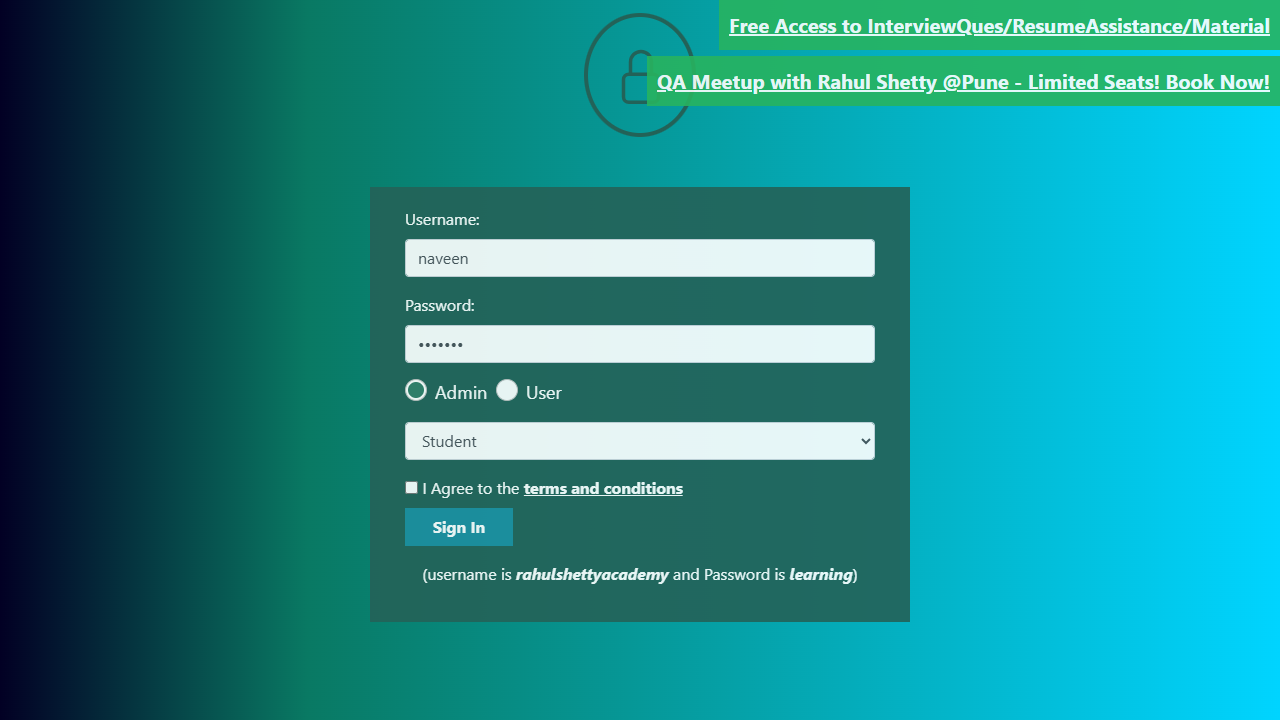 Free Access to InterviewQues/ResumeAssistance/Material
QA Meetup with Rahul Shetty @Pune - Limited Seats! Book Now!
Username:
naveen
Password:
•••••••
Admin User
Student
I Agree to the terms and conditions
Sign In
(username is rahulshettyacademy and Password is learning)